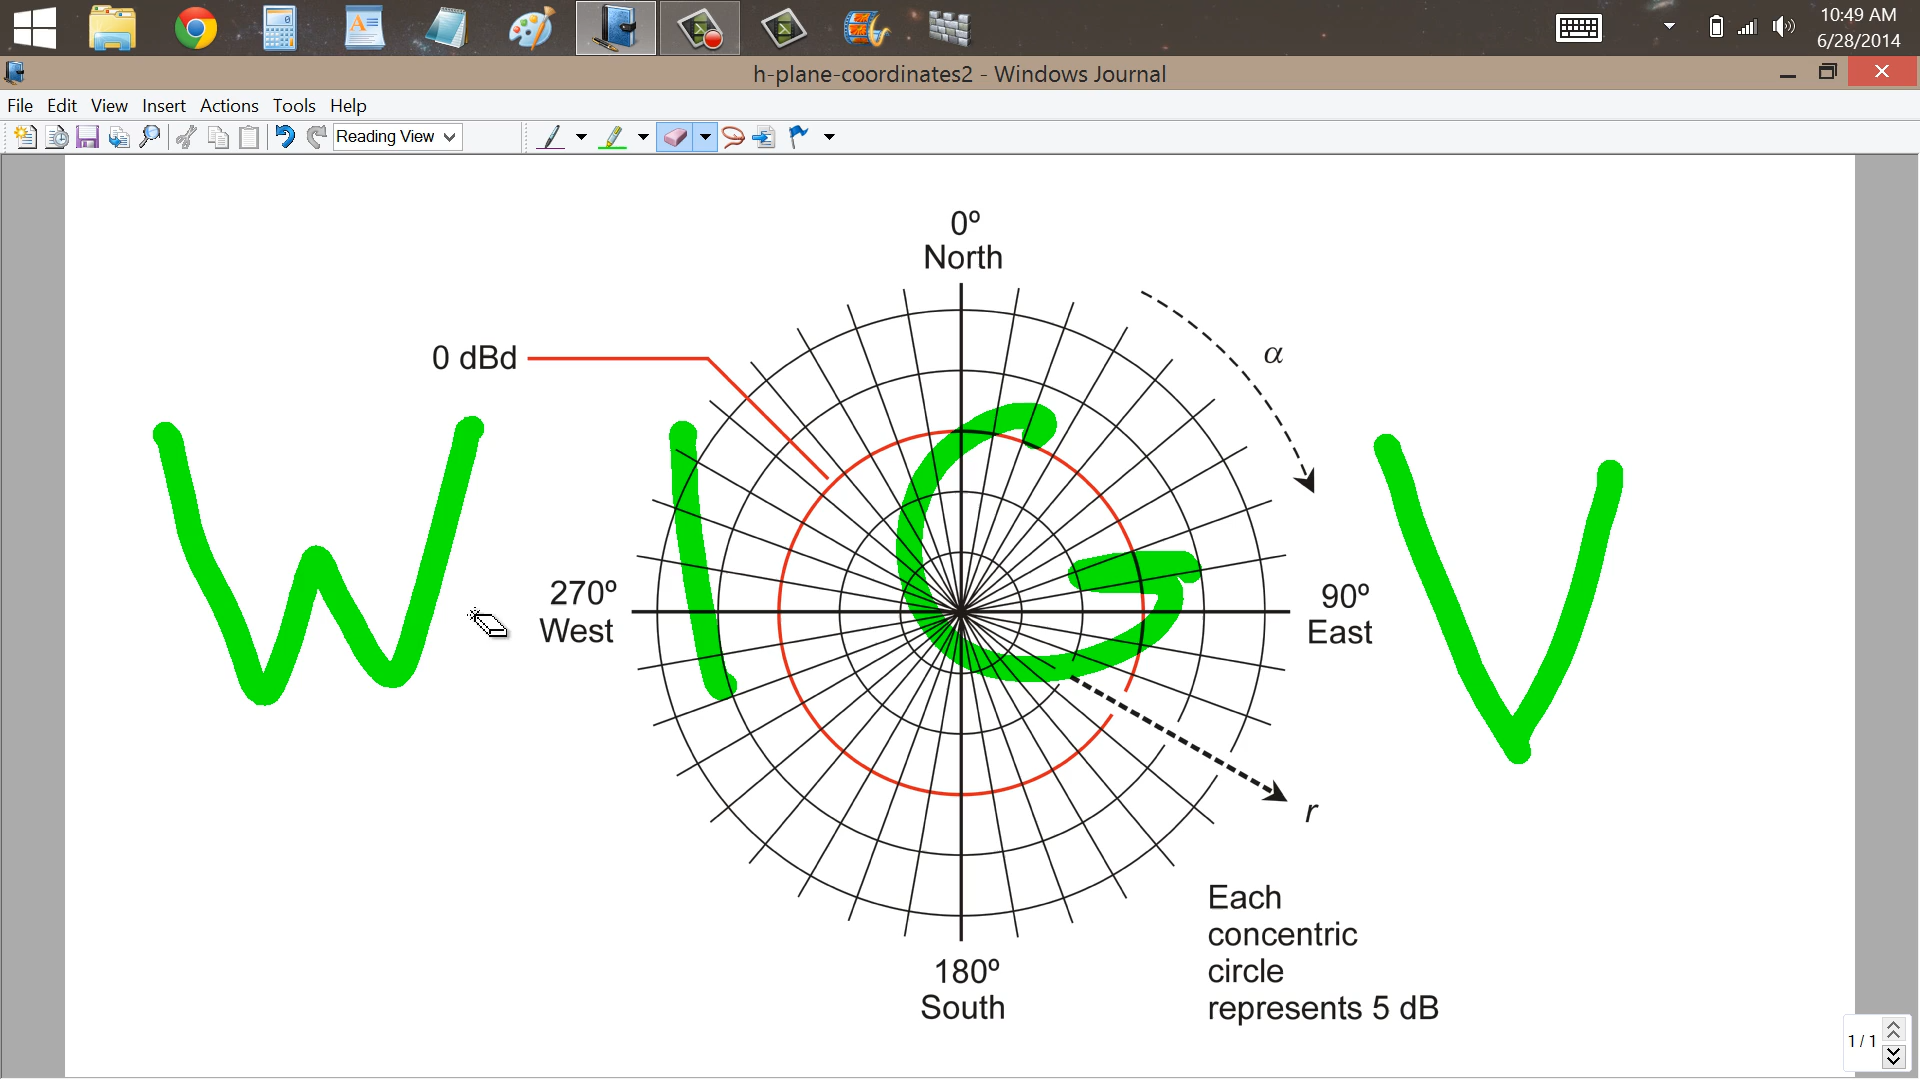 10:49 AM
6/28/2014
h-plane-coordinates2 - Windows Journal
File Edit View Insert Actions Tools Help
Reading View
0º
North
0 dBd
α
W I G V
270º
West
90º
East
r
180º
South
Each
concentric
circle
represents 5 dB
1 / 1